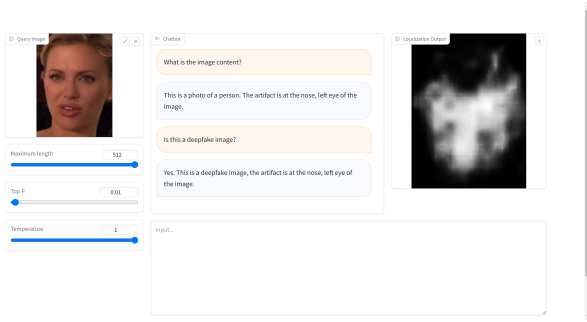 Query Image
Chatbot
Localization Output
What is the image content?
This is a photo of a person. The artifact is at the nose, left eye of the
image.
Is this a deepfake image?
Yes. This is a deepfake image, the artifact is at the nose, left eye of
the image.
Maximum length
512
Top P
0.01
Temperature
1
Input...